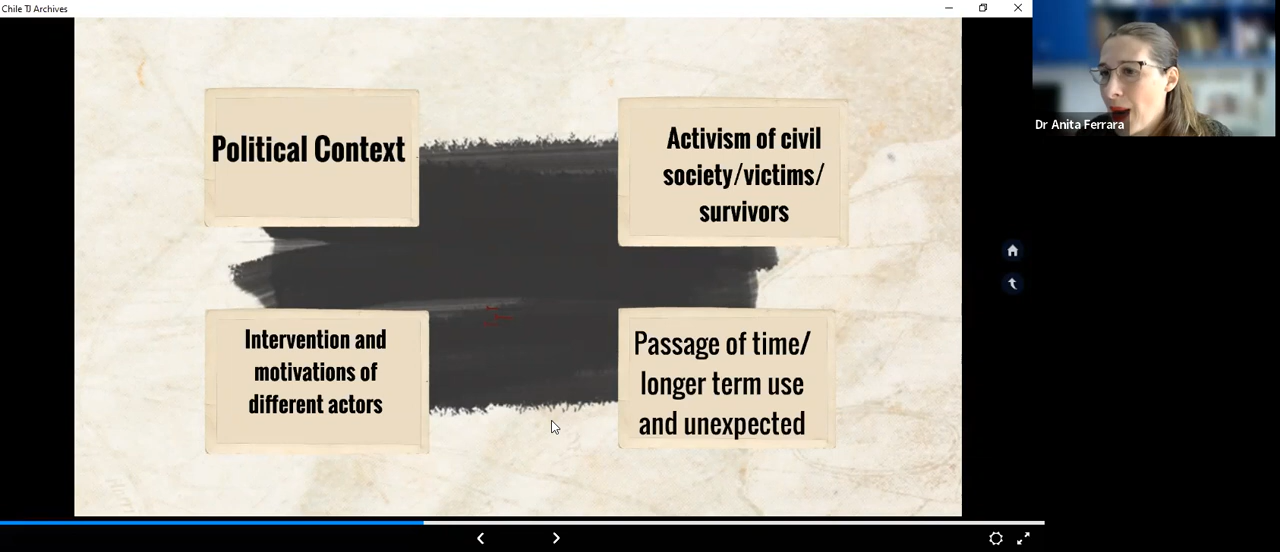 Chile TJ Archives
Political Context
Activism of civil
society/victims/
survivors
Dr Anita Ferrara
Intervention and
motivations of
different actors
Passage of time/
longer term use
and unexpected